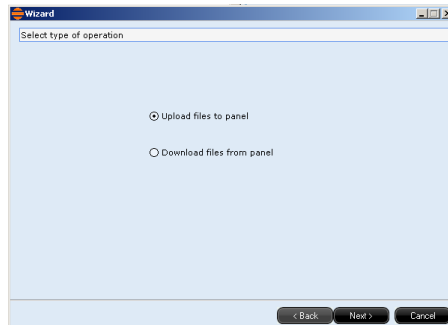 Wizard
Select type of operation
Upload files to panel
Download files from panel
< Back
Next >
Cancel